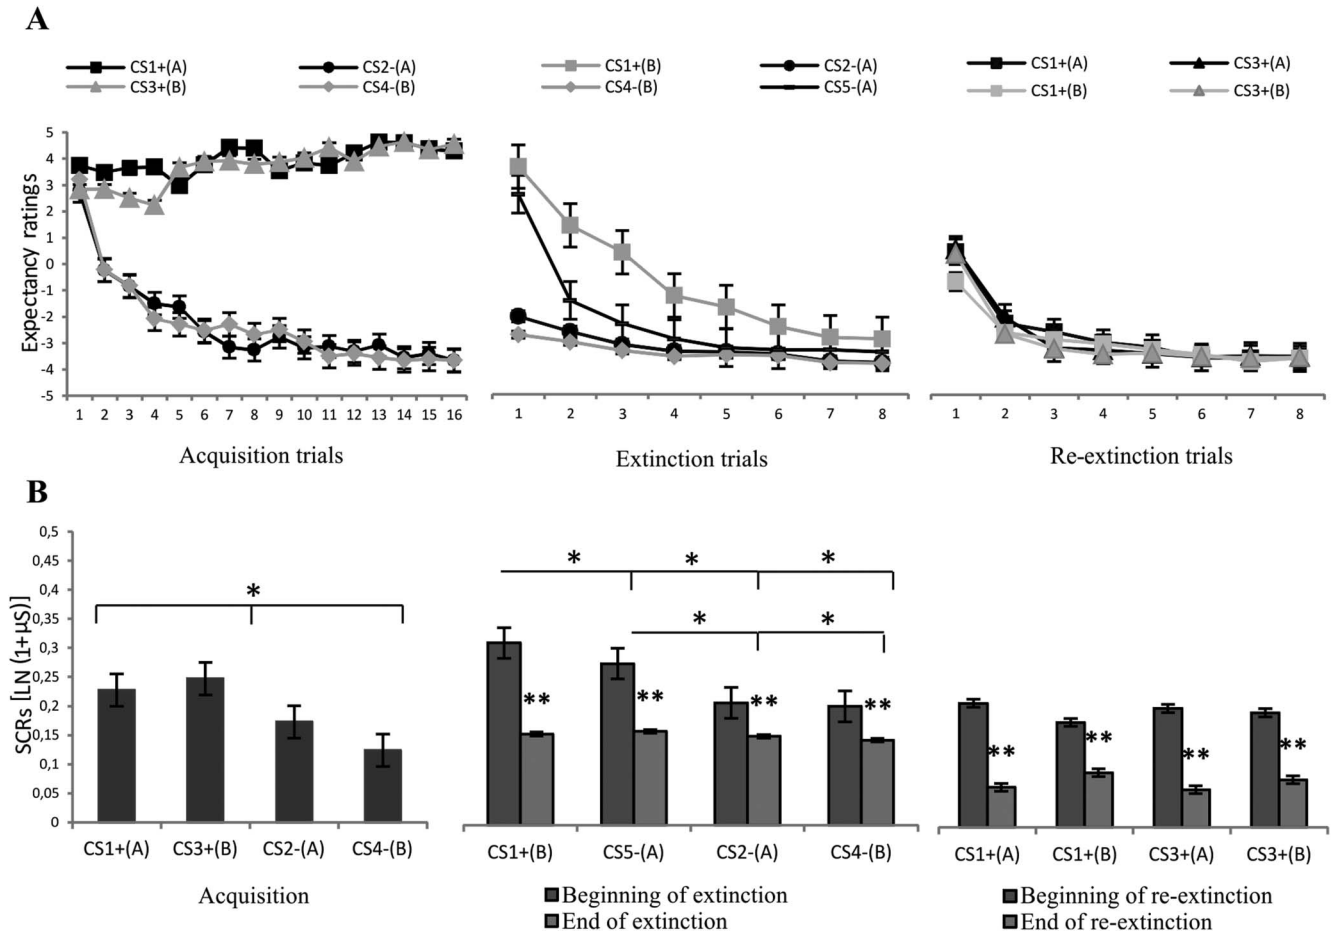 A
CS1+(A) CS2-(A)
CS3+(B) CS4-(B)
CS1+(B) CS2-(A)
CS4-(B) CS5-(A)
CS1+(A) CS3+(A)
CS1+(B) CS3+(B)
Expectancy ratings
5
4
3
2
1
0
-1
-2
-3
-4
-5
1 2 3 4 5 6 7 8 9 10 11 12 13 14 15 16
Acquisition trials
1 2 3 4 5 6 7 8
Extinction trials
1 2 3 4 5 6 7 8
Re-extinction trials
B
SCRs [LN (1+µS)]
0,5
0,45
0,4
0,35
0,3
0,25
0,2
0,15
0,1
0,05
0
*
CS1+(A) CS3+(B) CS2-(A) CS4-(B)
Acquisition
* * *
* *
** ** ** **
CS1+(B) CS5-(A) CS2-(A) CS4-(B)
Beginning of extinction
End of extinction
** ** ** **
CS1+(A) CS1+(B) CS3+(A) CS3+(B)
Beginning of re-extinction
End of re-extinction